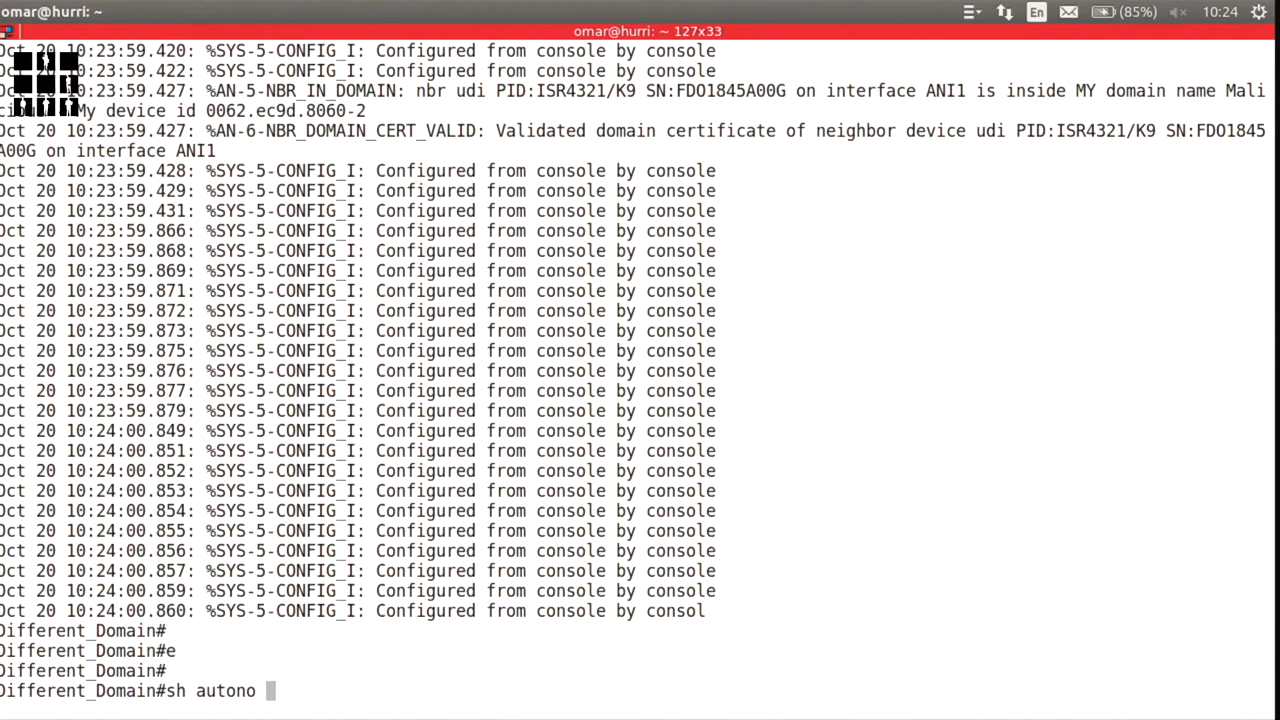 omar@hurri: ~
En
(85%)
10:24
omar@hurri: ~ 127x33
Oct 20 10:23:59.420: %SYS-5-CONFIG_I: Configured from console by console
Oct 20 10:23:59.422: %SYS-5-CONFIG_I: Configured from console by console
Oct 20 10:23:59.427: %AN-5-NBR_IN_DOMAIN: nbr udi PID:ISR4321/K9 SN:FDO1845A00G on interface ANI1 is inside MY domain name Mali
My device id 0062.ec9d.8060-2
Oct 20 10:23:59.427: %AN-6-NBR_DOMAIN_CERT_VALID: Validated domain certificate of neighbor device udi PID:ISR4321/K9 SN:FDO1845
A00G on interface ANI1
Oct 20 10:23:59.428: %SYS-5-CONFIG_I: Configured from console by console
Oct 20 10:23:59.429: %SYS-5-CONFIG_I: Configured from console by console
Oct 20 10:23:59.431: %SYS-5-CONFIG_I: Configured from console by console
Oct 20 10:23:59.866: %SYS-5-CONFIG_I: Configured from console by console
Oct 20 10:23:59.868: %SYS-5-CONFIG_I: Configured from console by console
Oct 20 10:23:59.869: %SYS-5-CONFIG_I: Configured from console by console
Oct 20 10:23:59.871: %SYS-5-CONFIG_I: Configured from console by console
Oct 20 10:23:59.872: %SYS-5-CONFIG_I: Configured from console by console
Oct 20 10:23:59.873: %SYS-5-CONFIG_I: Configured from console by console
Oct 20 10:23:59.875: %SYS-5-CONFIG_I: Configured from console by console
Oct 20 10:23:59.876: %SYS-5-CONFIG_I: Configured from console by console
Oct 20 10:23:59.877: %SYS-5-CONFIG_I: Configured from console by console
Oct 20 10:23:59.879: %SYS-5-CONFIG_I: Configured from console by console
Oct 20 10:24:00.849: %SYS-5-CONFIG_I: Configured from console by console
Oct 20 10:24:00.851: %SYS-5-CONFIG_I: Configured from console by console
Oct 20 10:24:00.852: %SYS-5-CONFIG_I: Configured from console by console
Oct 20 10:24:00.853: %SYS-5-CONFIG_I: Configured from console by console
Oct 20 10:24:00.854: %SYS-5-CONFIG_I: Configured from console by console
Oct 20 10:24:00.855: %SYS-5-CONFIG_I: Configured from console by console
Oct 20 10:24:00.856: %SYS-5-CONFIG_I: Configured from console by console
Oct 20 10:24:00.857: %SYS-5-CONFIG_I: Configured from console by console
Oct 20 10:24:00.859: %SYS-5-CONFIG_I: Configured from console by console
Oct 20 10:24:00.860: %SYS-5-CONFIG_I: Configured from console by consol
Different_Domain#
Different_Domain#e
Different_Domain#
Different_Domain#sh autono